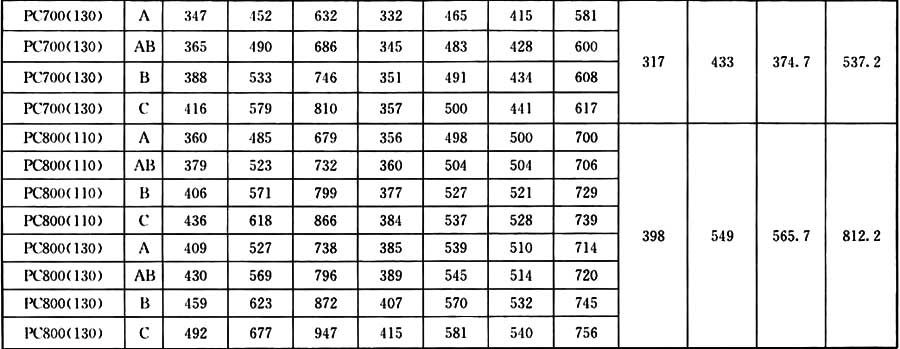 PC700(130) A 347 452 632 332 465 415 581
PC700(130) AB 365 490 686 345 483 428 600
317 433 374.7 537.2
PC700(130) B 388 533 746 351 491 434 608
PC700(130) C 416 579 810 357 500 441 617
PC800(110) A 360 485 679 356 498 500 700
PC800(110) AB 379 523 732 360 504 504 706
PC800(110) B 406 571 799 377 527 521 729
PC800(110) C 436 618 866 384 537 528 739
398 549 565.7 812.2
PC800(130) A 409 527 738 385 539 510 714
PC800(130) AB 430 569 796 389 545 514 720
PC800(130) B 459 623 872 407 570 532 745
PC800(130) C 492 677 947 415 581 540 756